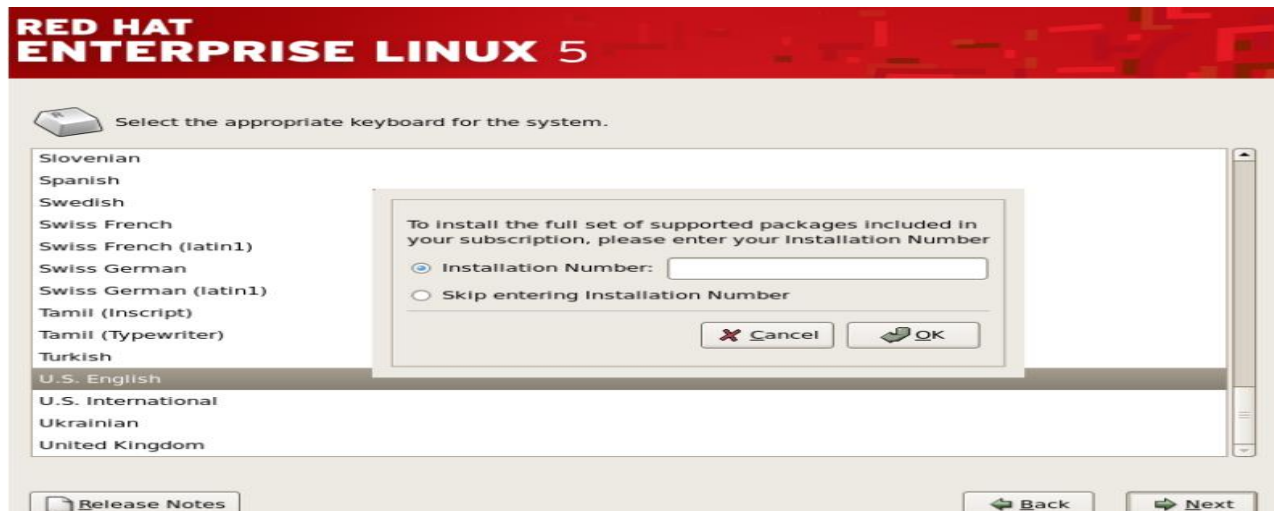 RED HAT
ENTERPRISE LINUX 5
Select the appropriate keyboard for the system.
Slovenian
Spanish
Swedish
Swiss French
Swiss French (latin1)
Swiss German
Swiss German (latin1)
Tamil (Inscript)
Tamil (Typewriter)
Turkish
U.S. English
U.S. International
Ukrainian
United Kingdom
To install the full set of supported packages included in
your subscription, please enter your Installation Number
Installation Number:
Skip entering Installation Number
Cancel OK
Release Notes Back Next